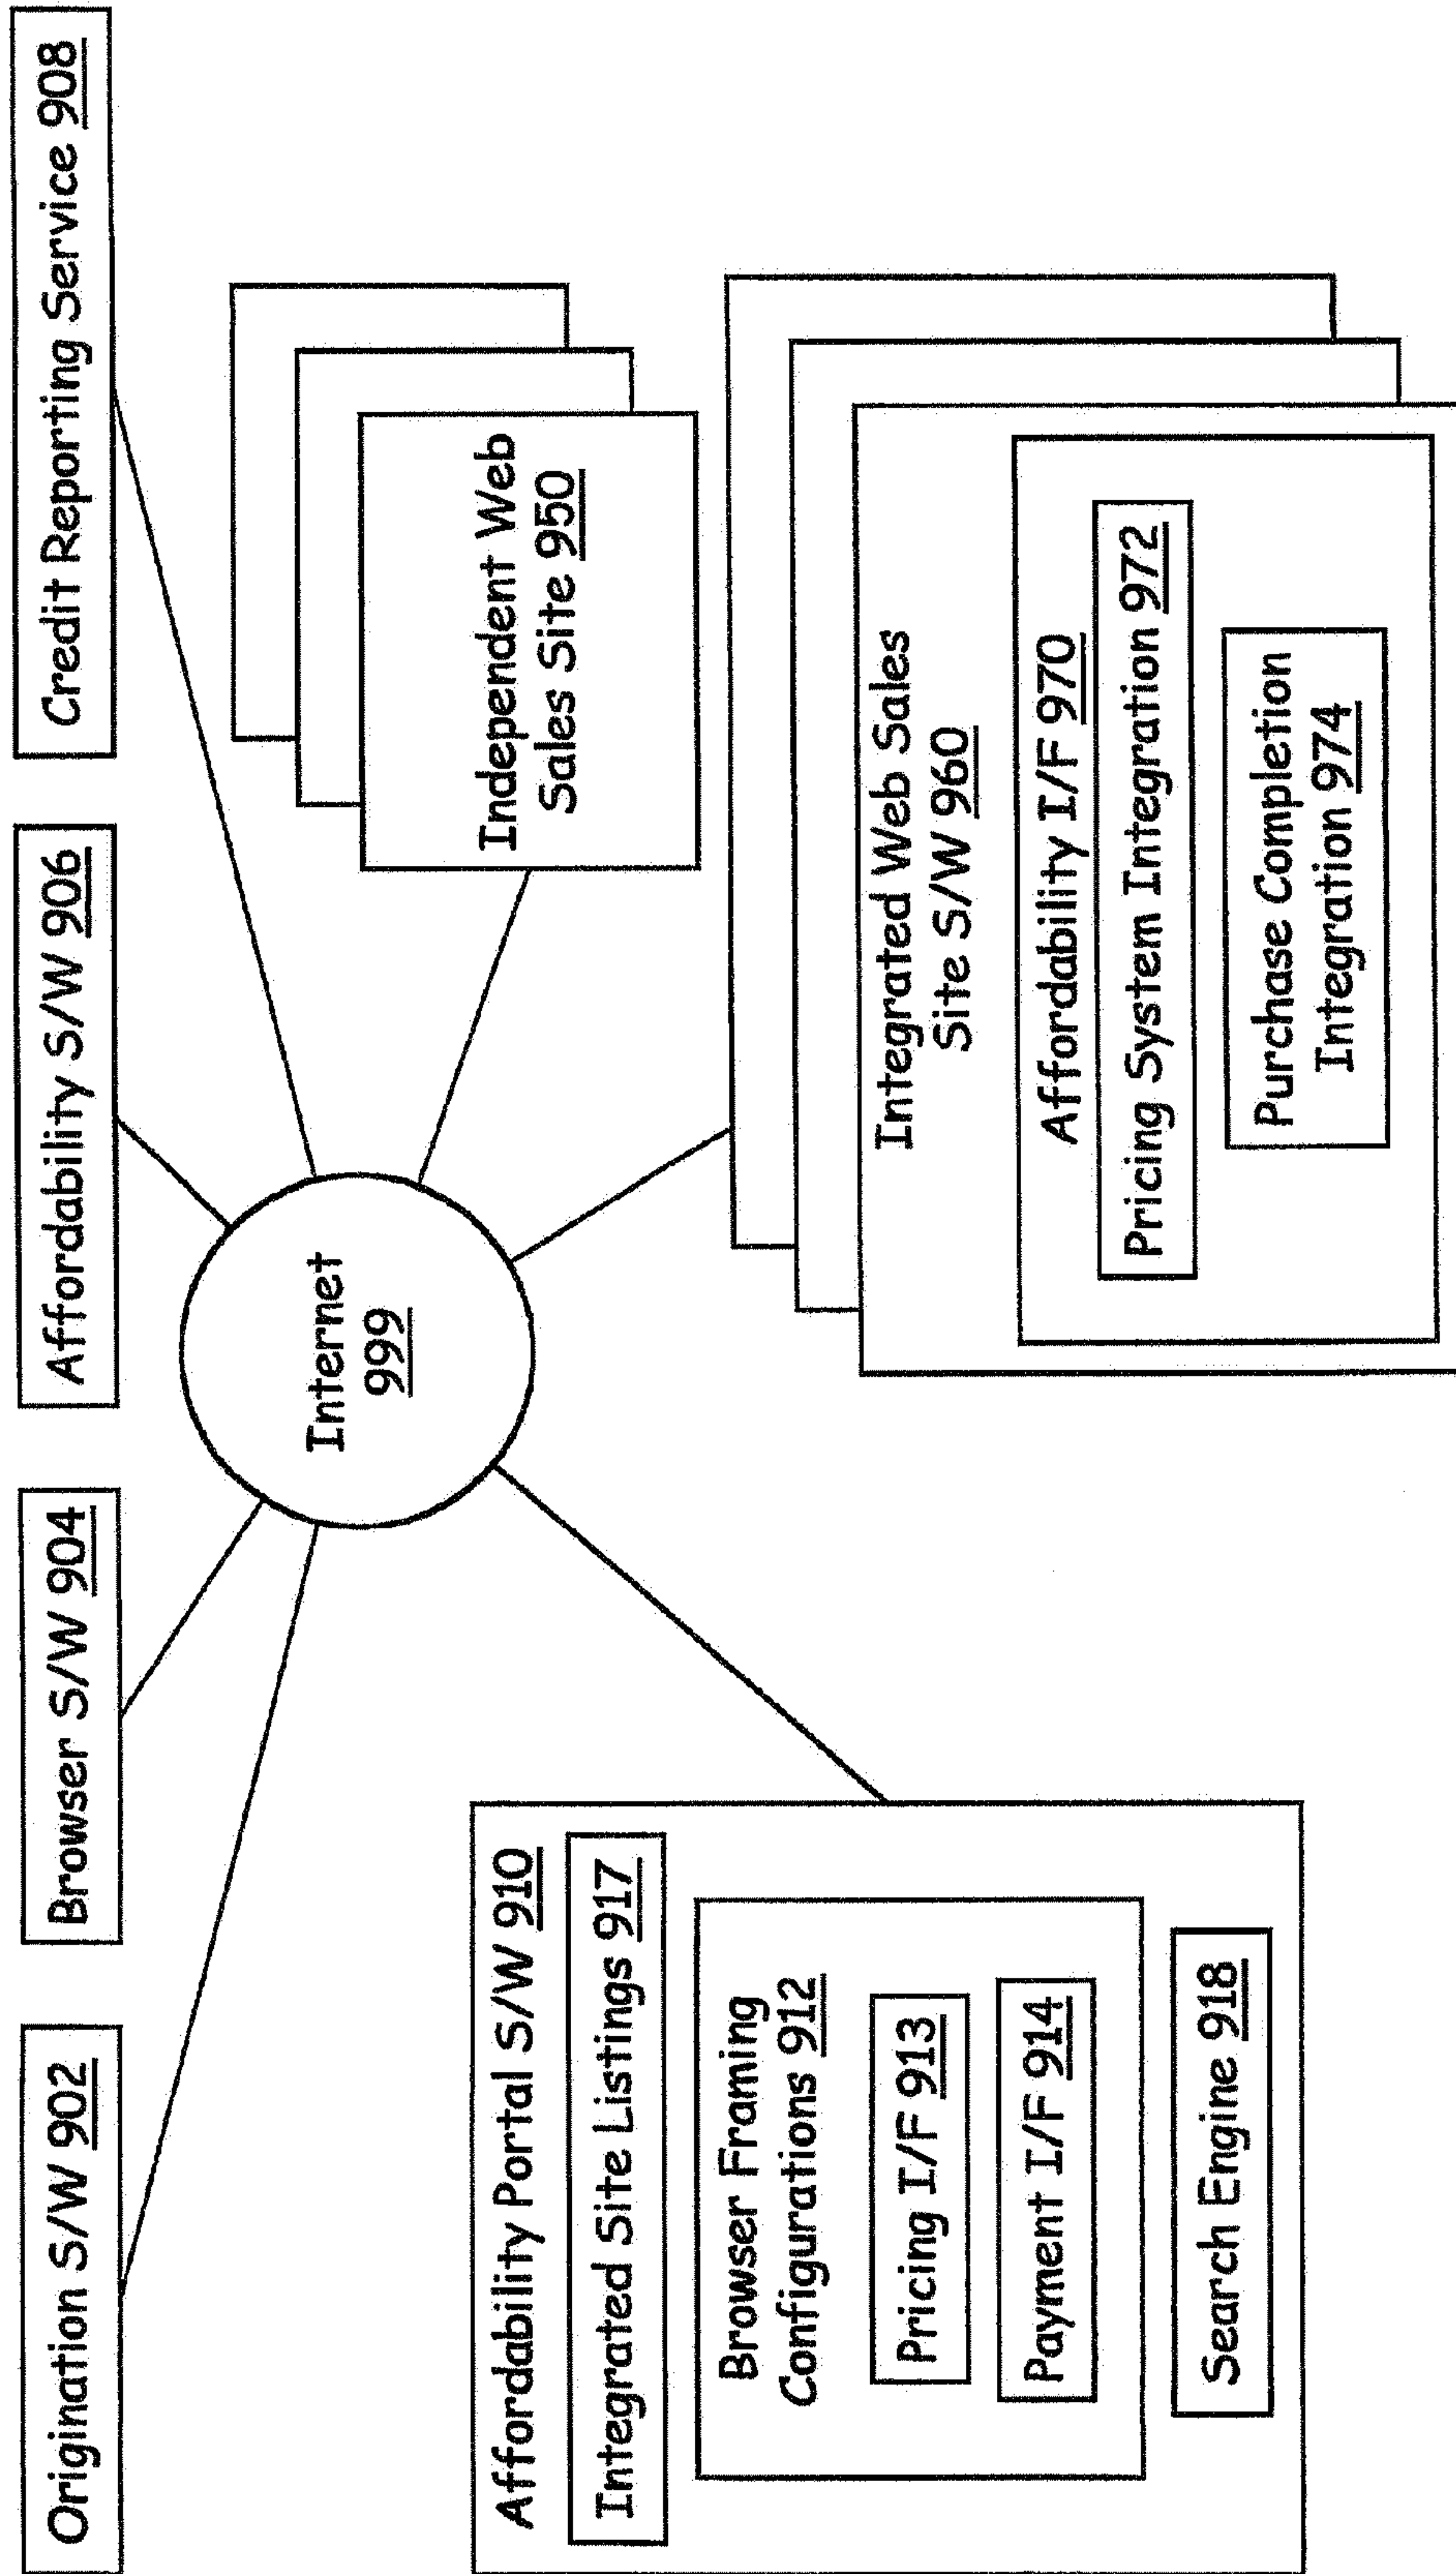 Origination S/W 902
Browser S/W 904
Affordability S/W 906
Credit Reporting Service 908
Internet
999
Independent Web
Sales Site 950
Affordability Portal S/W 910
Integrated Site Listings 917
Browser Framing
Configurations 912
Pricing I/F 913
Payment I/F 914
Search Engine 918
Integrated Web Sales
Site S/W 960
Affordability I/F 970
Pricing System Integration 972
Purchase Completion
Integration 974